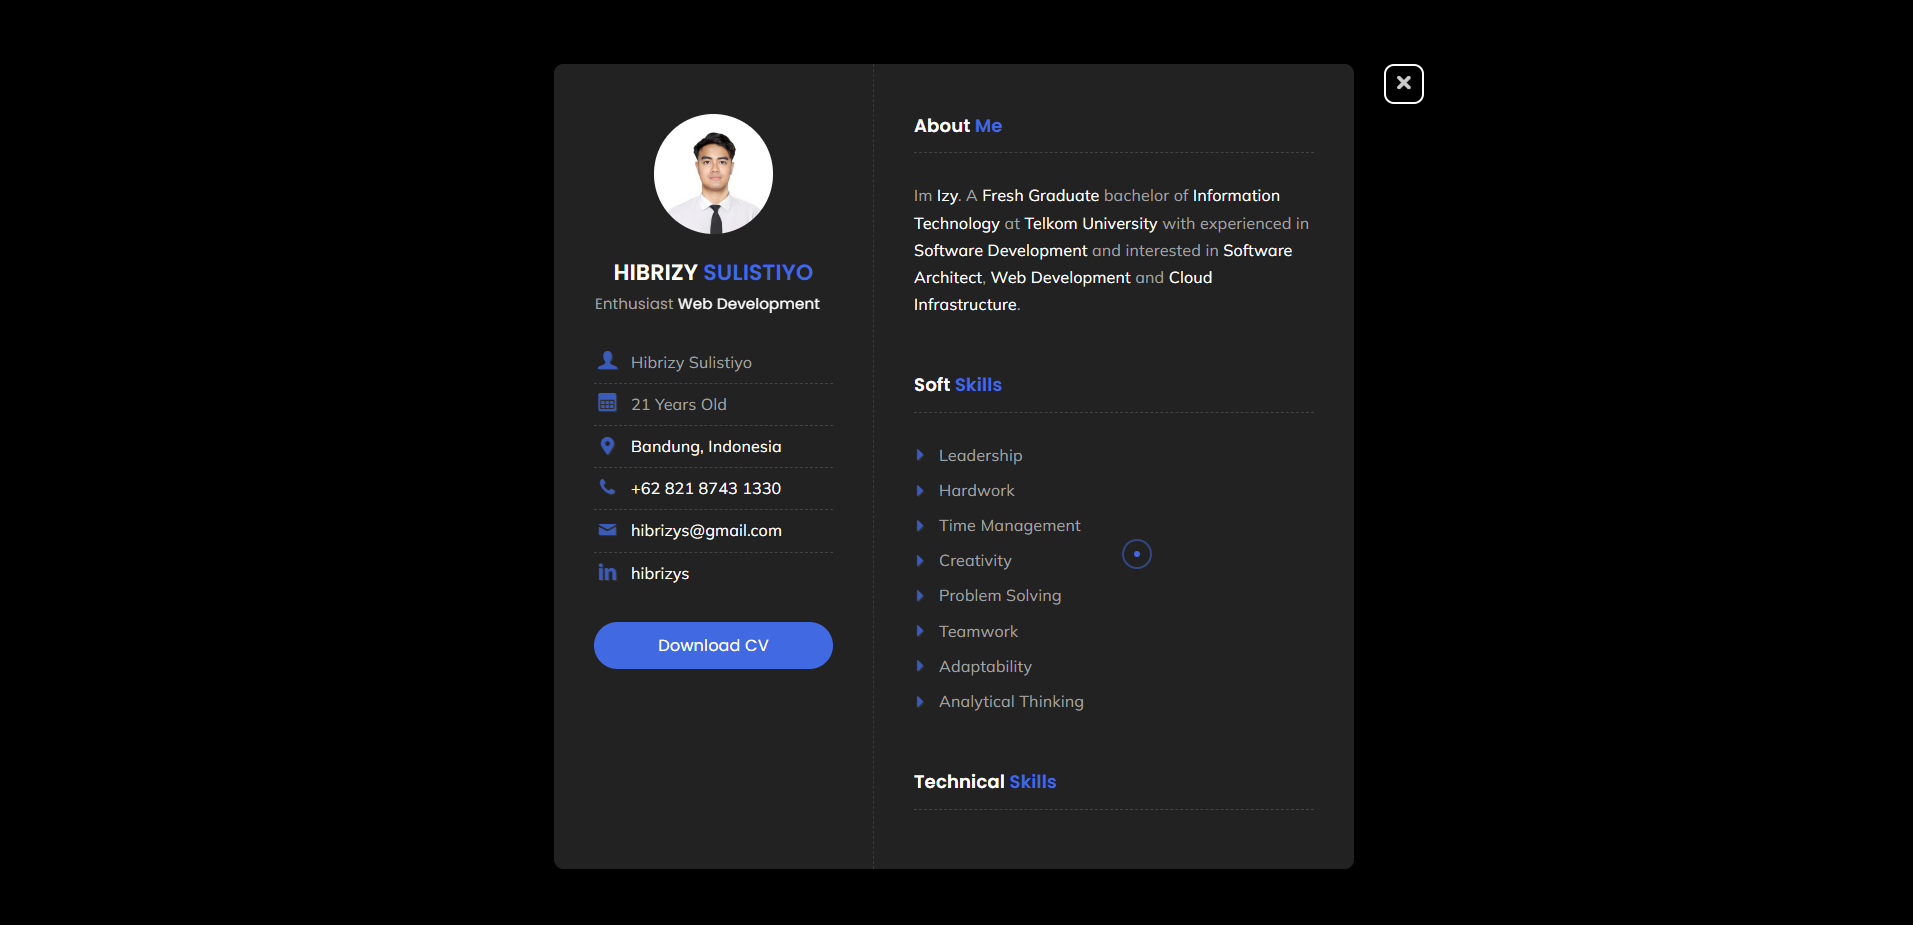 HIBRIZY SULISTIYO
Enthusiast Web Development
Hibrizy Sulistiyo
21 Years Old
Bandung, Indonesia
+62 821 8743 1330
hibrizys@gmail.com
hibrizys
Download CV
About Me
Im Izy. A Fresh Graduate bachelor of Information
Technology at Telkom University with experienced in
Software Development and interested in Software
Architect, Web Development and Cloud
Infrastructure.
Soft Skills
Leadership
Hardwork
Time Management
Creativity
Problem Solving
Teamwork
Adaptability
Analytical Thinking
Technical Skills